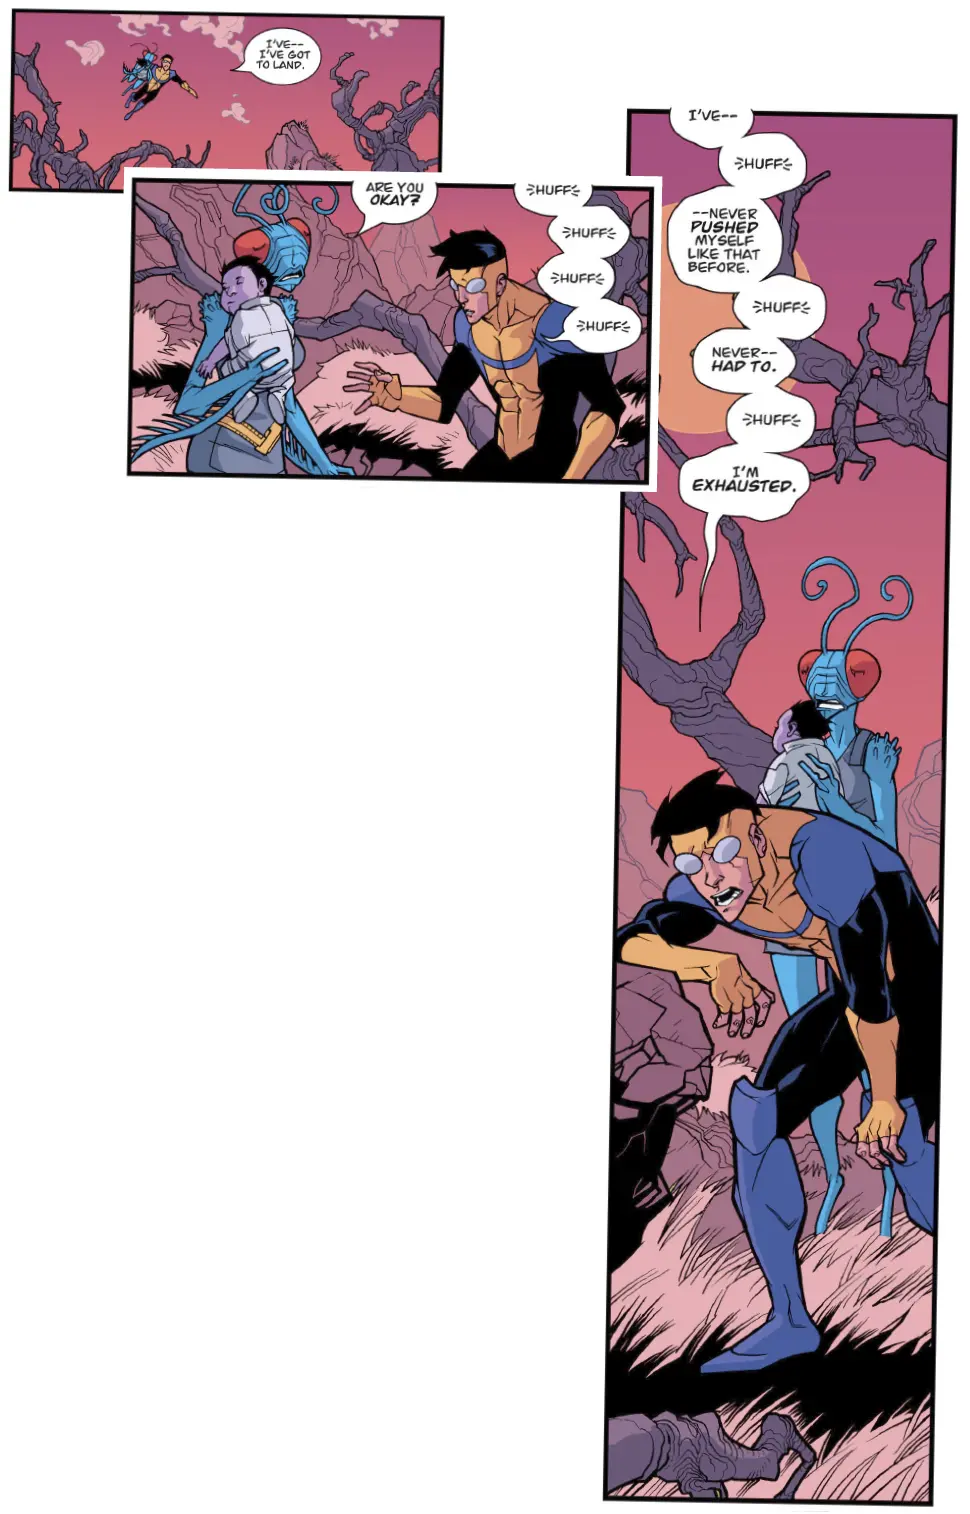 I'VE--
I'VE GOT
TO LAND.
ARE YOU
OKAY?
HUFF
HUFF
HUFF
HUFF
I'VE--
HUFF
--NEVER
PUSHED
MYSELF
LIKE THAT
BEFORE.
HUFF
NEVER--
HAD TO.
HUFF
I'M
EXHAUSTED.